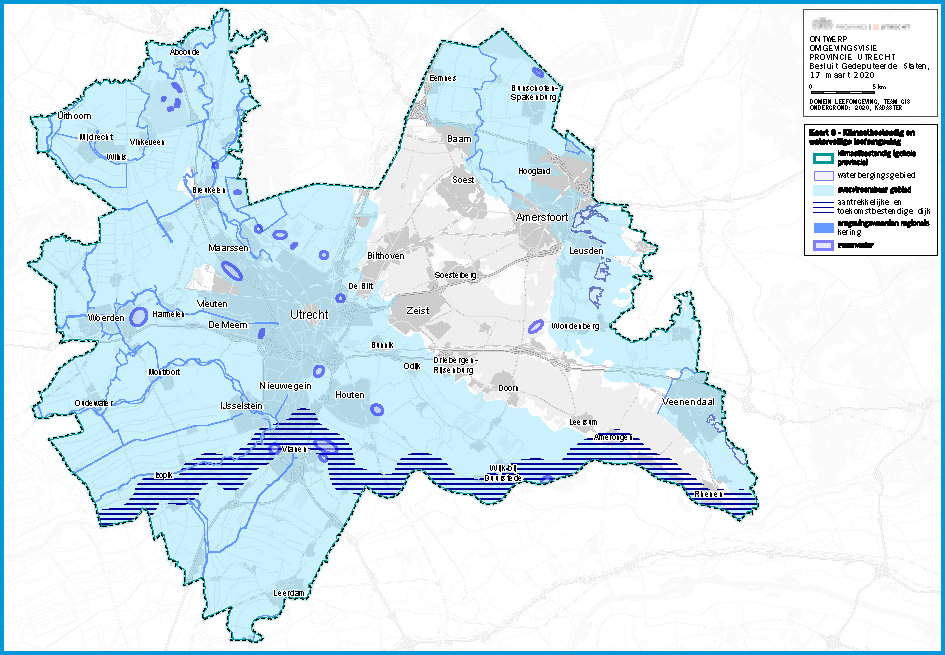 PROVINCIE UTRECHT
ONTWERP
OMGEVINGSVISIE
PROVINCIE UTRECHT
Besluit Gedeputeerde Staten,
17 maart 2020
0 5 km
DOMEIN LEEFOMGEVING, TEAM GIS
ONDERGROND: 2020, KADASTER
Kaart 9 - Klimaatbestendig en
waterveilige leefomgeving
klimaatbestendig (gehele
provincie)
waterbergingsgebied
overstroombaar gebied
aantrekkelijke en
toekomstbestendige dijk
kering
Abcoude
Eemnes
Bunschoten-
Spakenburg
Uithoorn
Mijdrecht
Vinkeveen
Wilnis
Baarn
Hoogland
Soest
Breukelen
Amersfoort
Maarssen
Leusden
Bilthoven
Soesterberg
De Bilt
Vleuten
Woerden
Harmelen
Utrecht
Zeist
De Meern
Woudenberg
Bunnik
Driebergen-
Rijsenburg
Odijk
Montfoort
Nieuwegein
Doorn
Houten
Oudewater
IJsselstein
Veenendaal
Leersum
Amerongen
Vianen
Lopik
Wijk bij
Duurstede
Rhenen
Leerdam